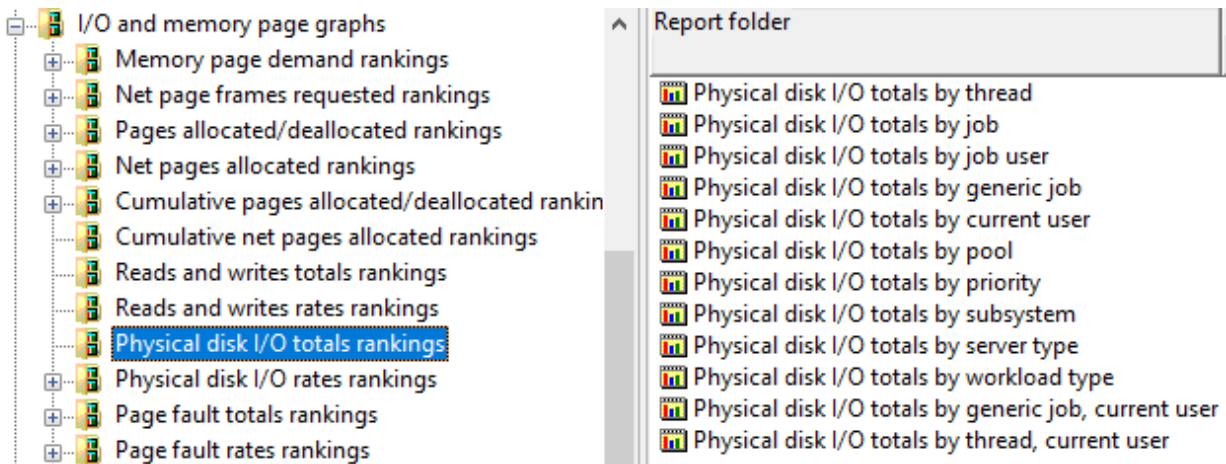 I/O and memory page graphs
Memory page demand rankings
Net page frames requested rankings
Pages allocated/deallocated rankings
Net pages allocated rankings
Cumulative pages allocated/deallocated rankin
Cumulative net pages allocated rankings
Reads and writes totals rankings
Reads and writes rates rankings
Physical disk I/O totals rankings
Physical disk I/O rates rankings
Page fault totals rankings
Page fault rates rankings
Report folder
Physical disk I/O totals by thread
Physical disk I/O totals by job
Physical disk I/O totals by job user
Physical disk I/O totals by generic job
Physical disk I/O totals by current user
Physical disk I/O totals by pool
Physical disk I/O totals by priority
Physical disk I/O totals by subsystem
Physical disk I/O totals by server type
Physical disk I/O totals by workload type
Physical disk I/O totals by generic job, current user
Physical disk I/O totals by thread, current user